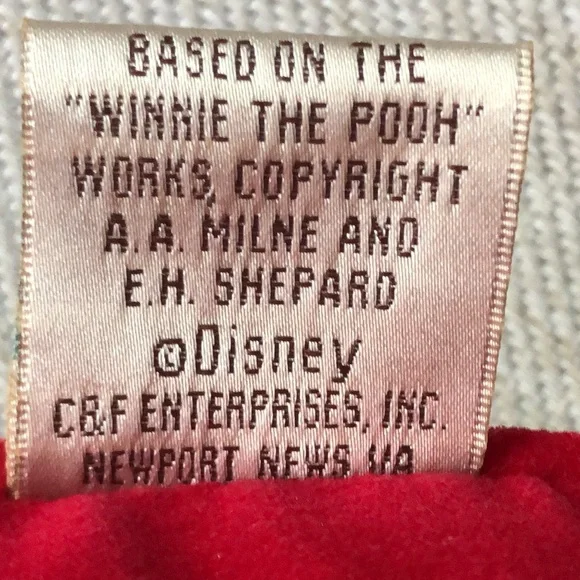 BASED ON THE
"WINNIE THE POOH"
WORKS, COPYRIGHT
A.A. MILNE AND
E.H. SHEPARD
©Disney
C&F ENTERPRISES, INC.
NEWPORT NEWS VA